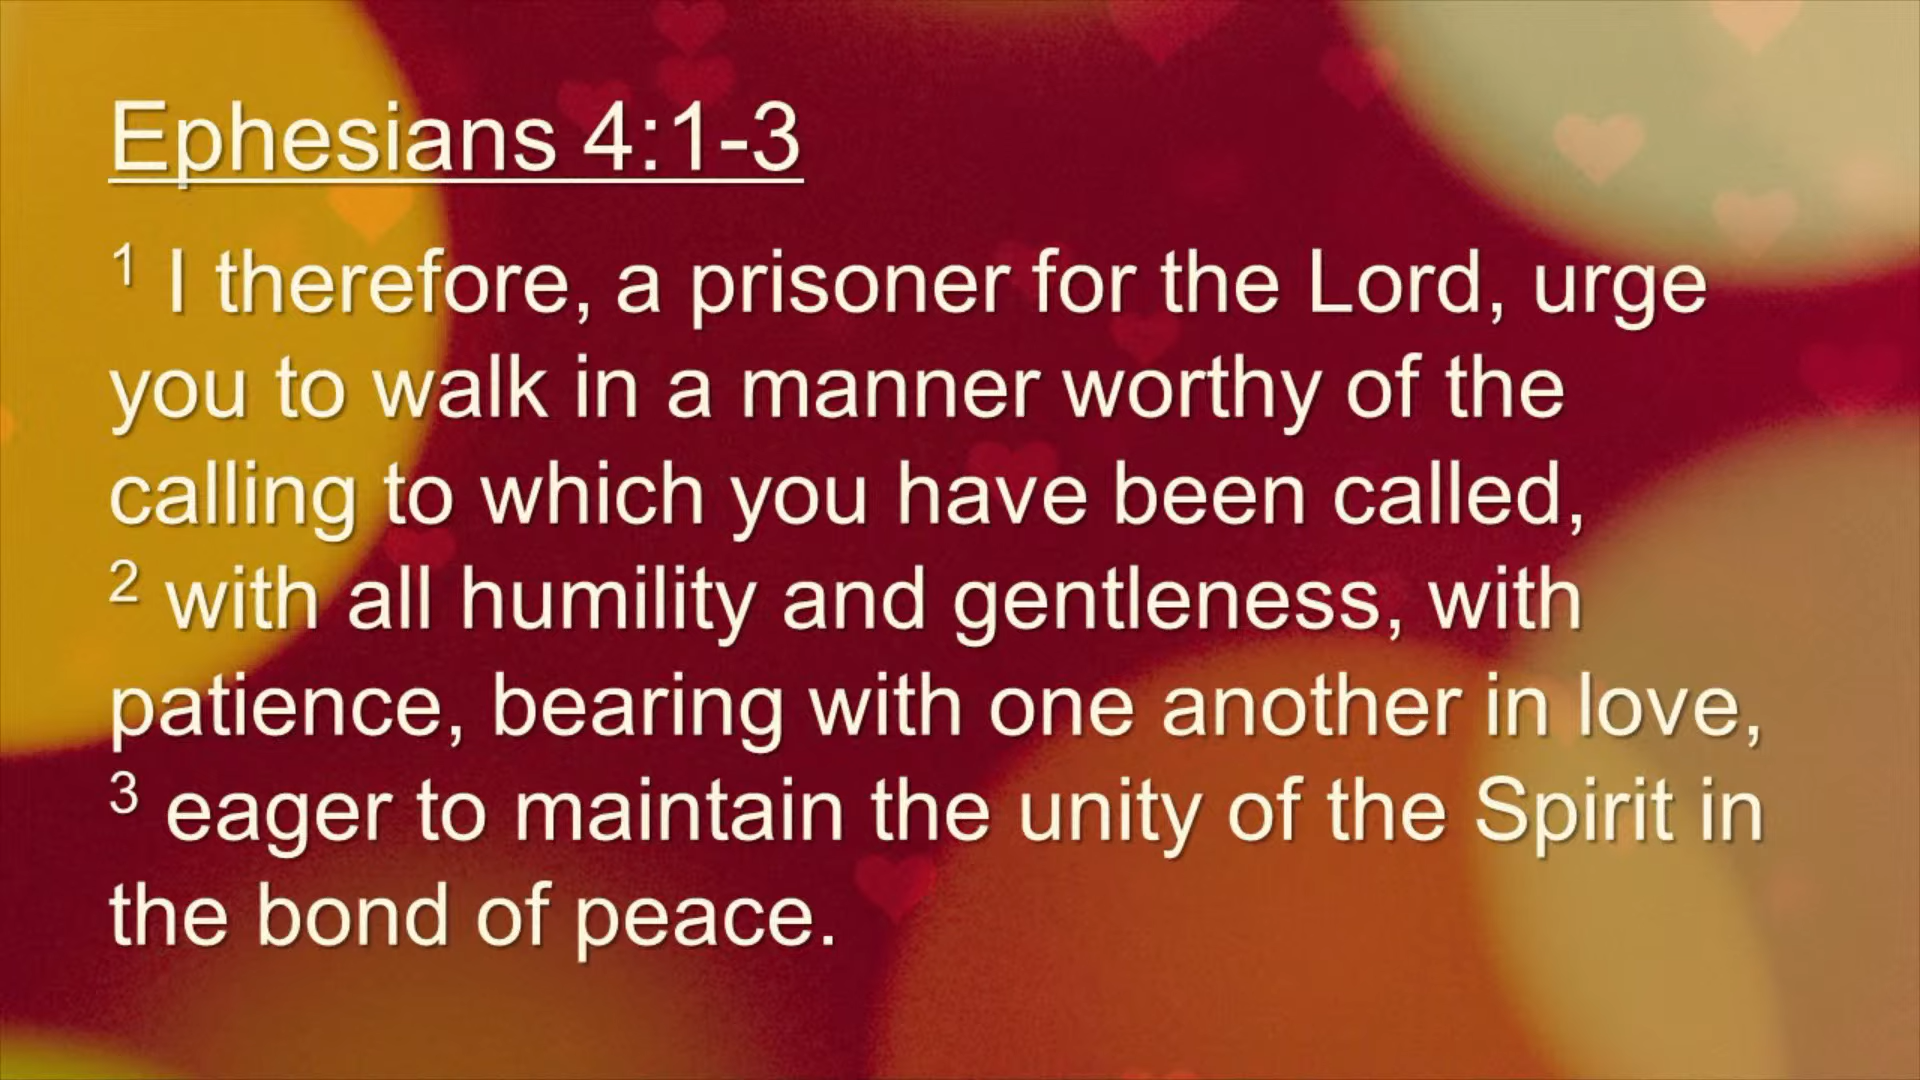 Ephesians 4:1-3
1 I therefore, a prisoner for the Lord, urge
you to walk in a manner worthy of the
calling to which you have been called,
2 with all humility and gentleness, with
patience, bearing with one another in love,
3 eager to maintain the unity of the Spirit in
the bond of peace.